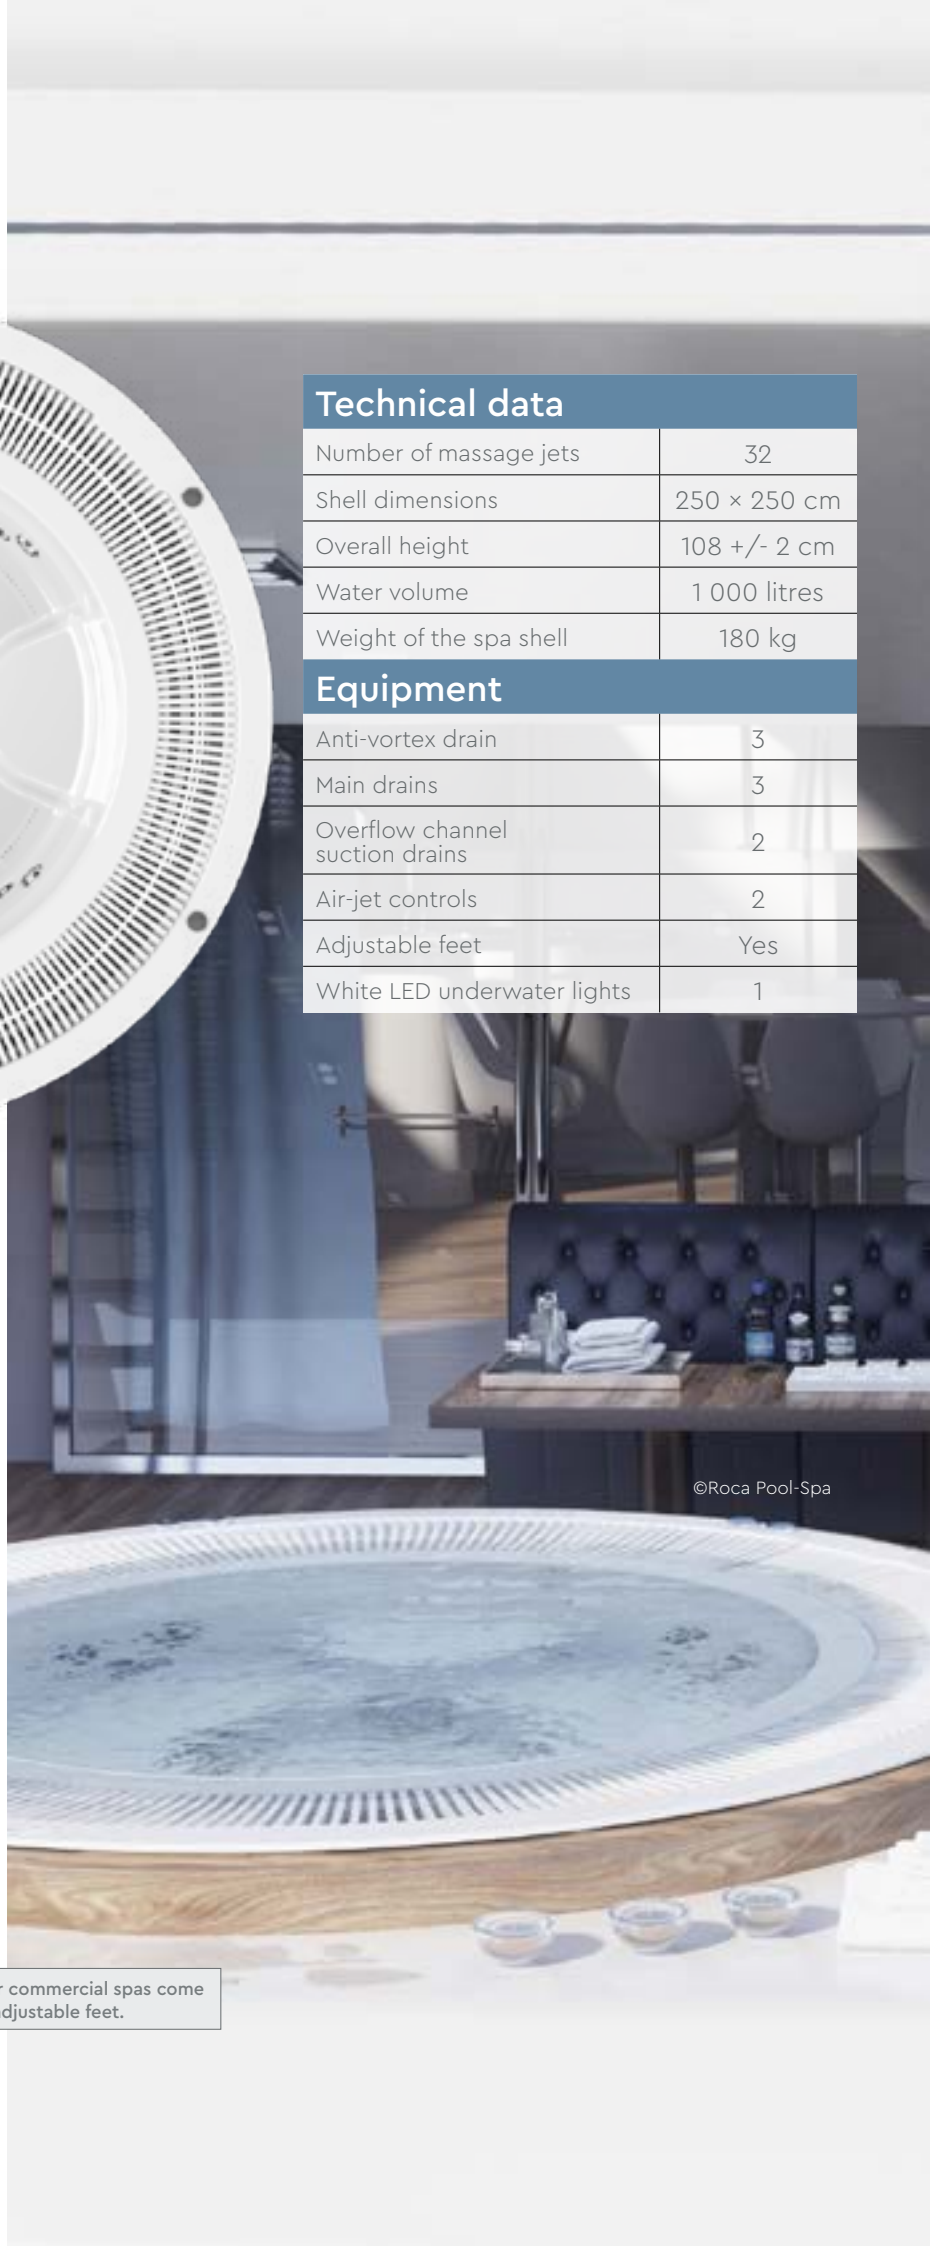 Technical data
Number of massage jets 32
Shell dimensions 250 × 250 cm
Overall height 108 +/- 2 cm
Water volume 1 000 litres
Weight of the spa shell 180 kg
Equipment
Anti-vortex drain 3
Main drains 3
Overflow channel
suction drains 2
Air-jet controls 2
Adjustable feet Yes
White LED underwater lights 1
©Roca Pool-Spa
commercial spas come
adjustable feet.